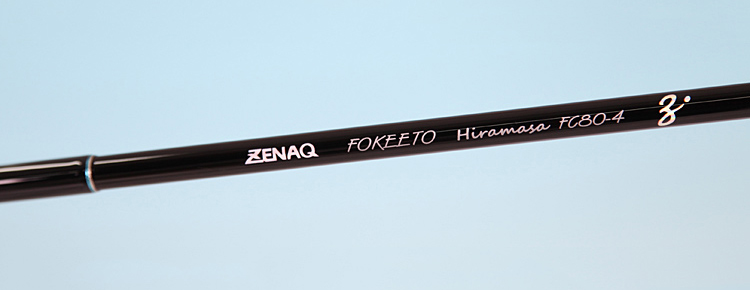 ZENAQ FOKEETO Hiramasa FC80-4